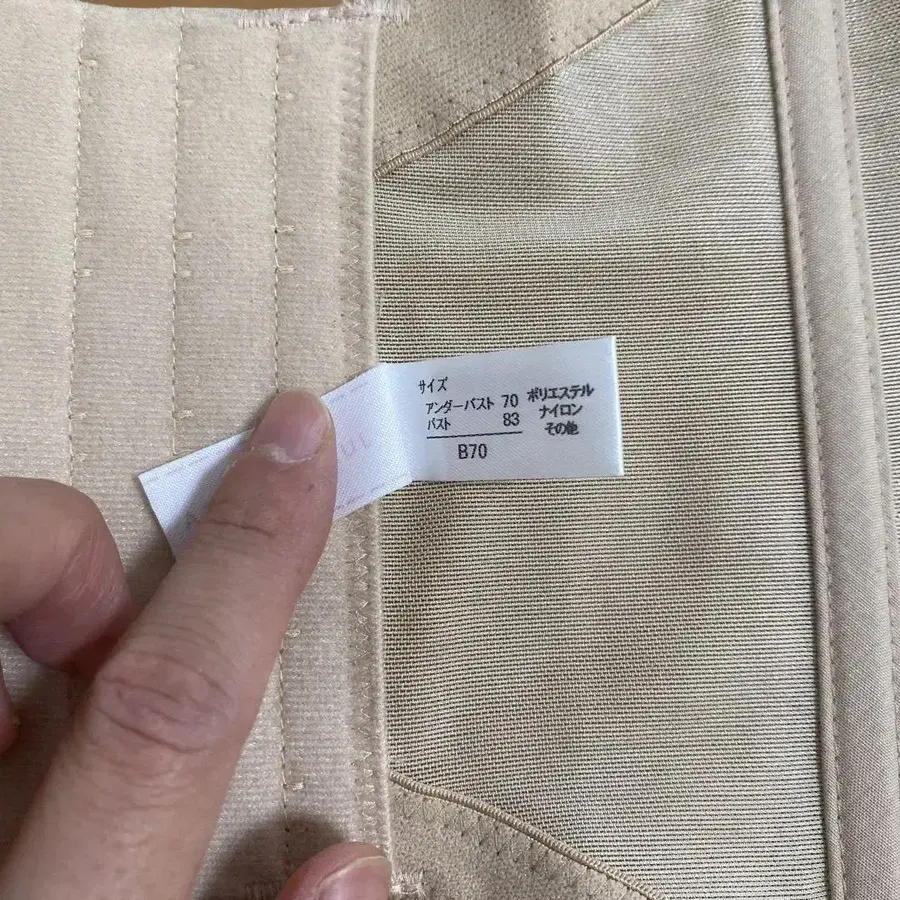 サイズ
アンダーバスト 70
バスト 83
B70
ポリエステル
ナイロン
その他